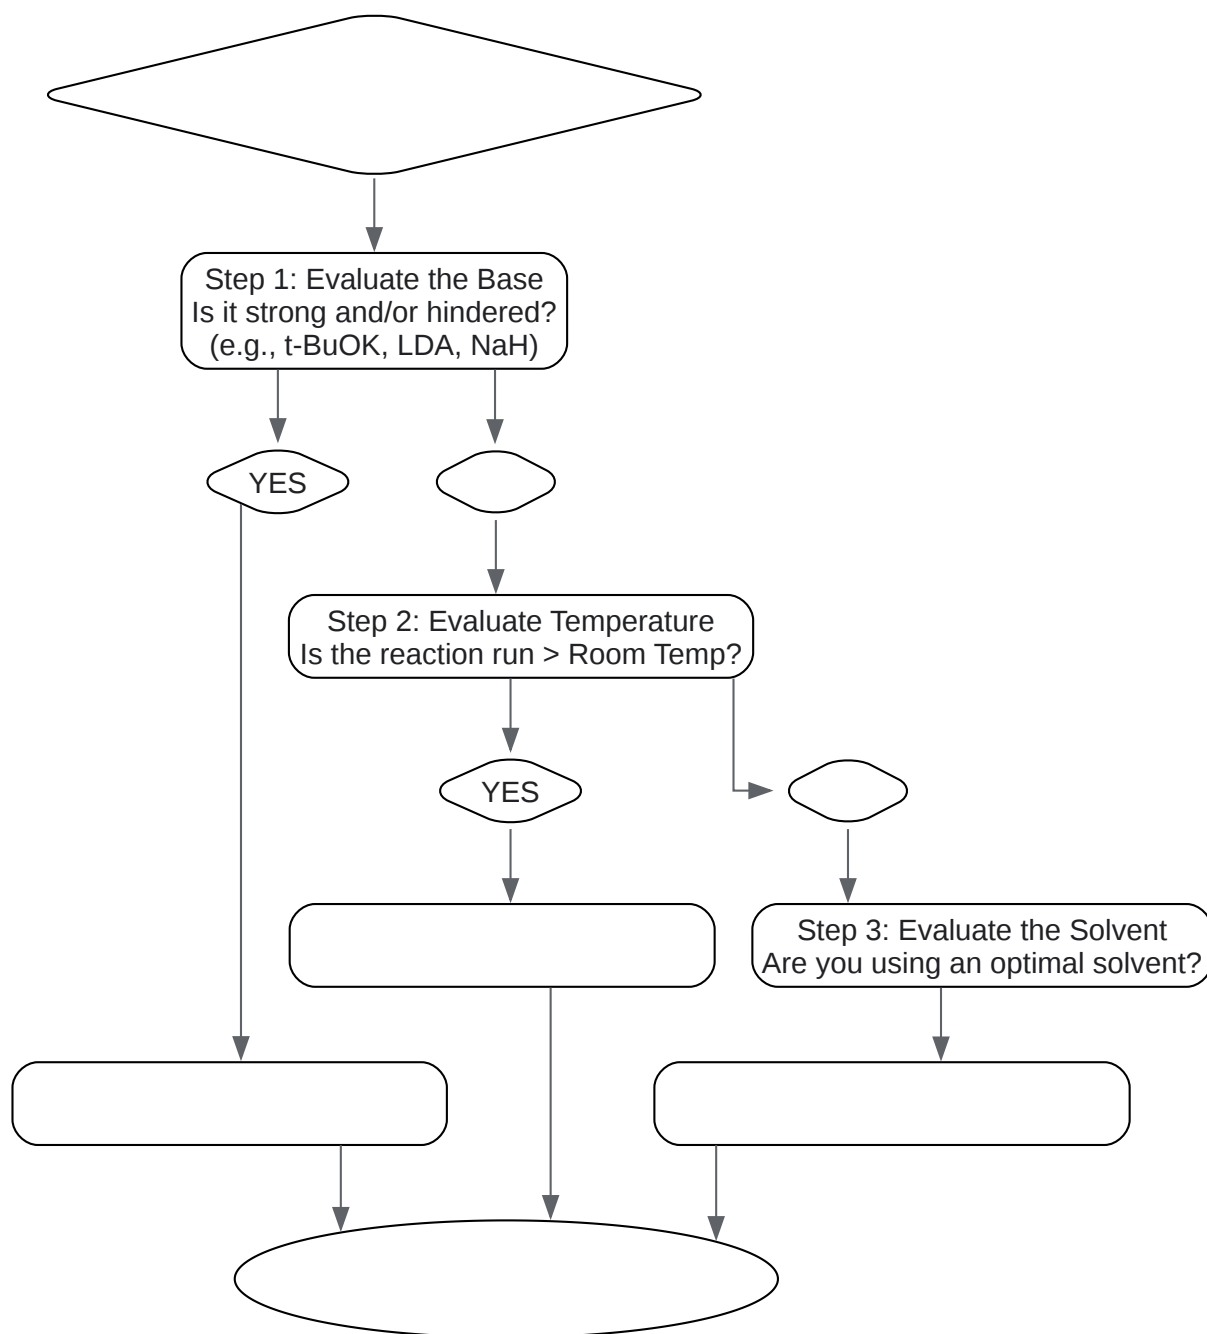 Step 1: Evaluate the Base
Is it strong and/or hindered?
(e.g., t-BuOK, LDA, NaH)
YES
Step 2: Evaluate Temperature
Is the reaction run > Room Temp?
YES
Step 3: Evaluate the Solvent
Are you using an optimal solvent?